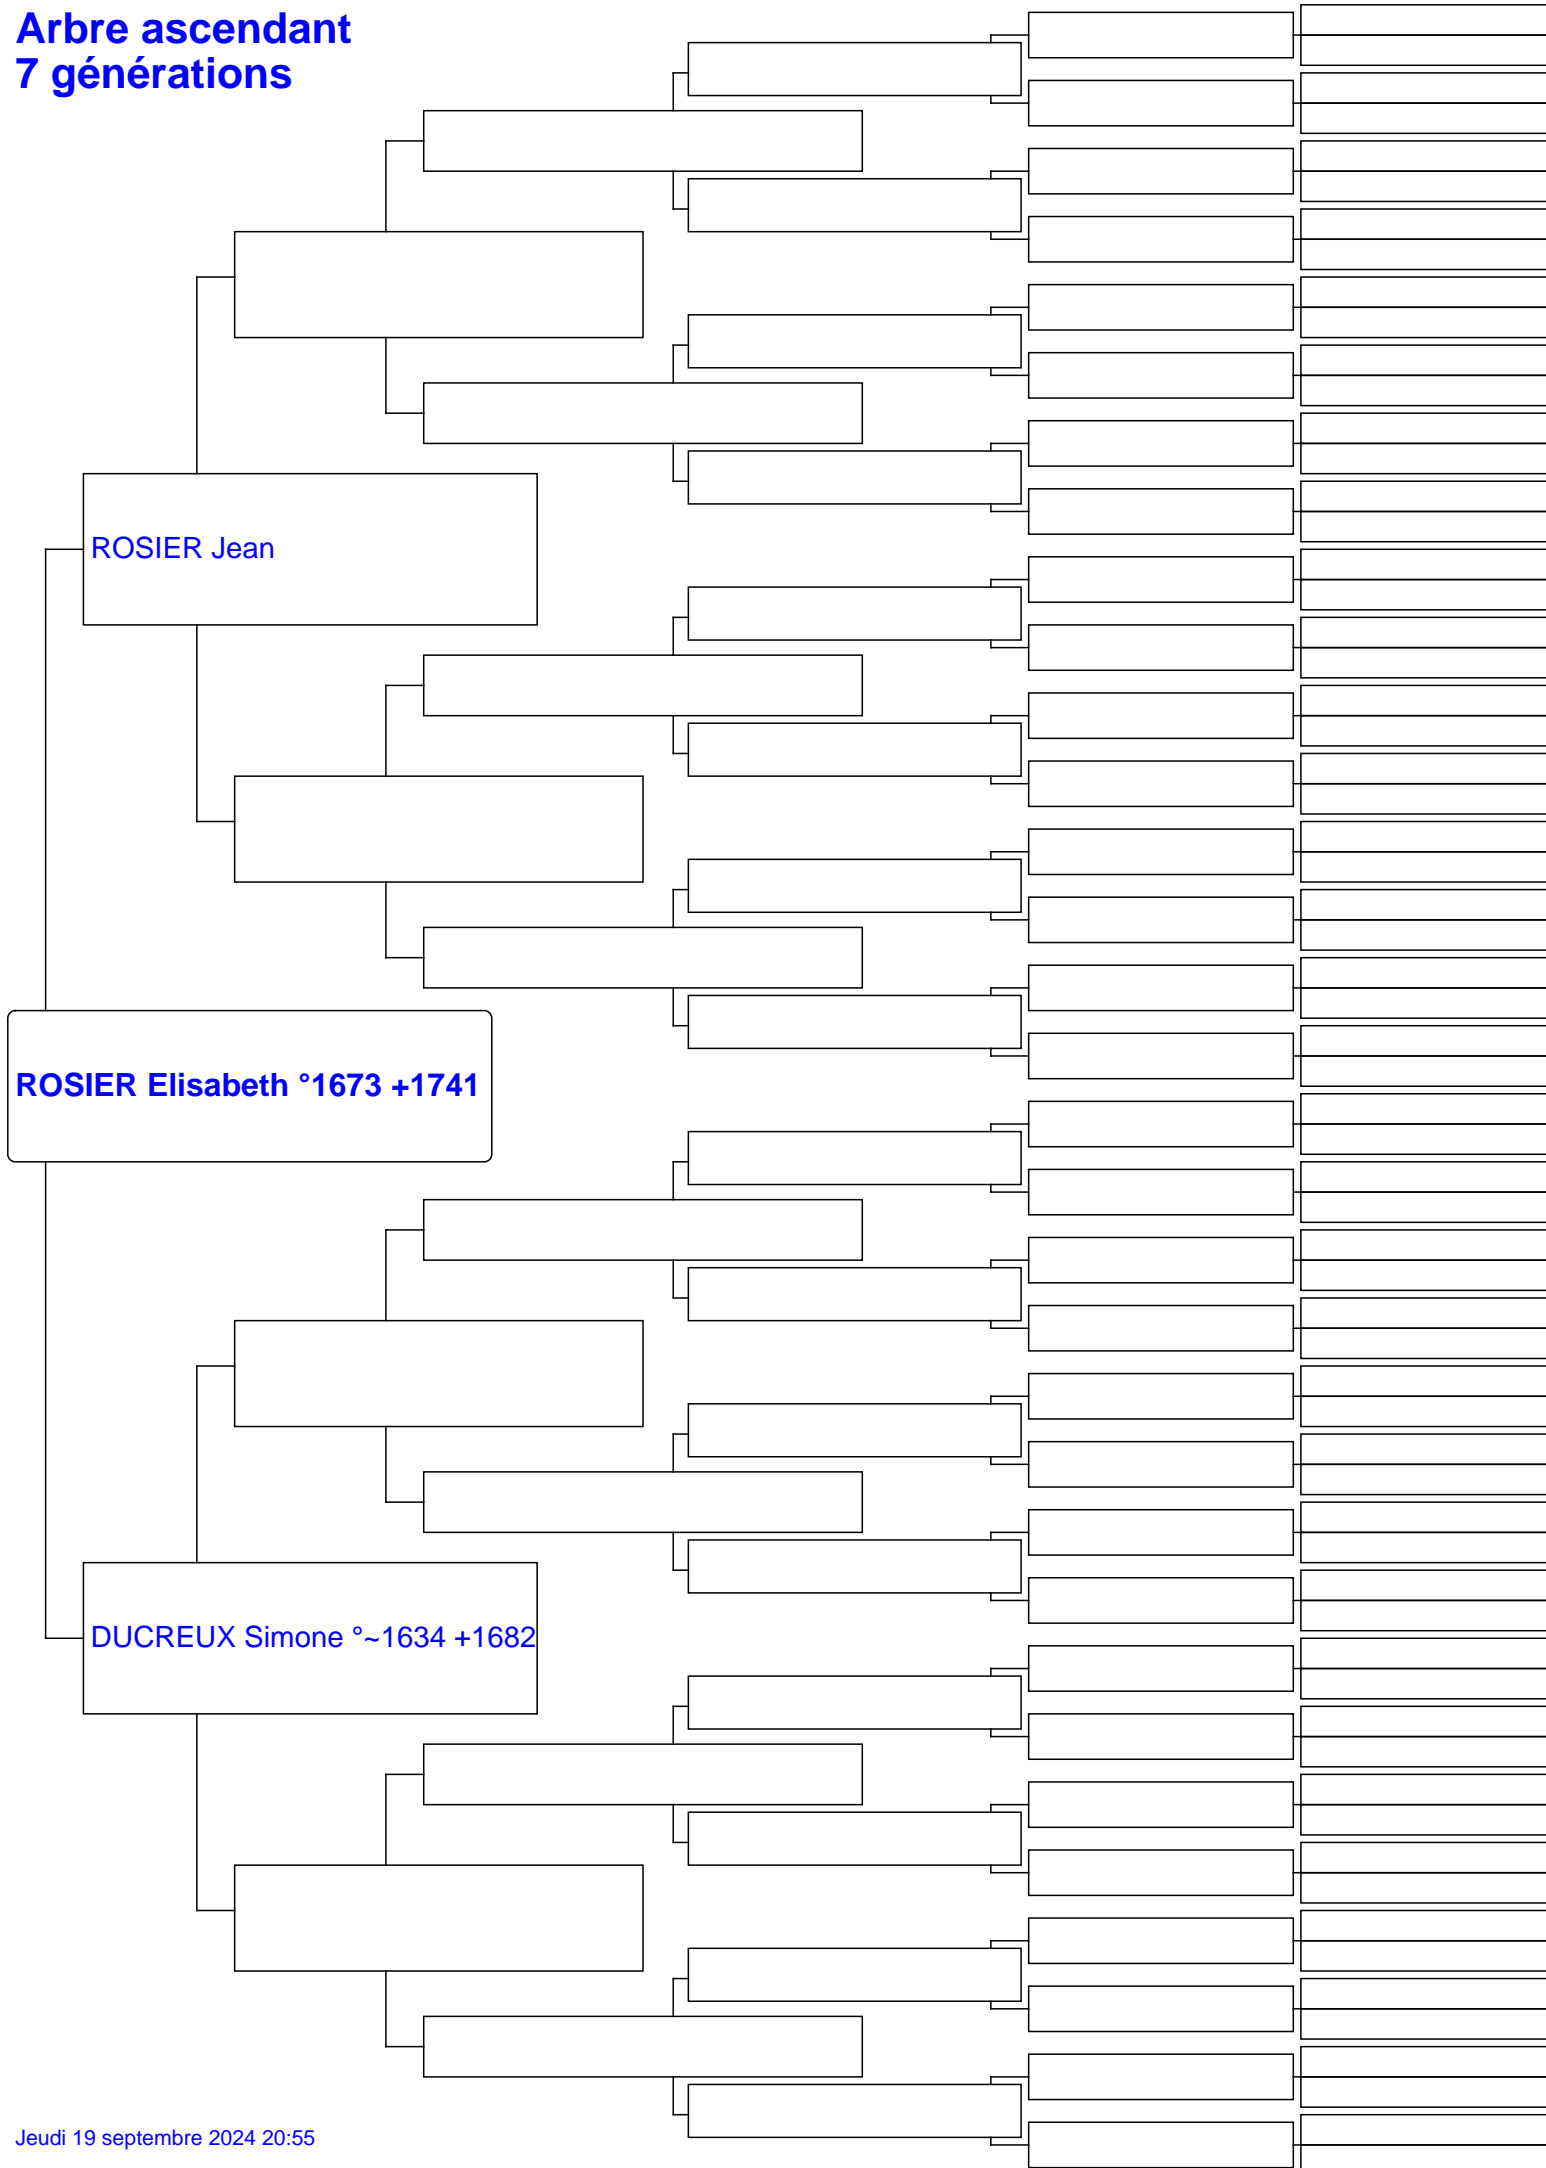 Arbre ascendant
7 générations
ROSIER Jean
ROSIER Elisabeth °1673 +1741
DUCREUX Simone °~1634 +1682
Jeudi 19 septembre 2024 20:55